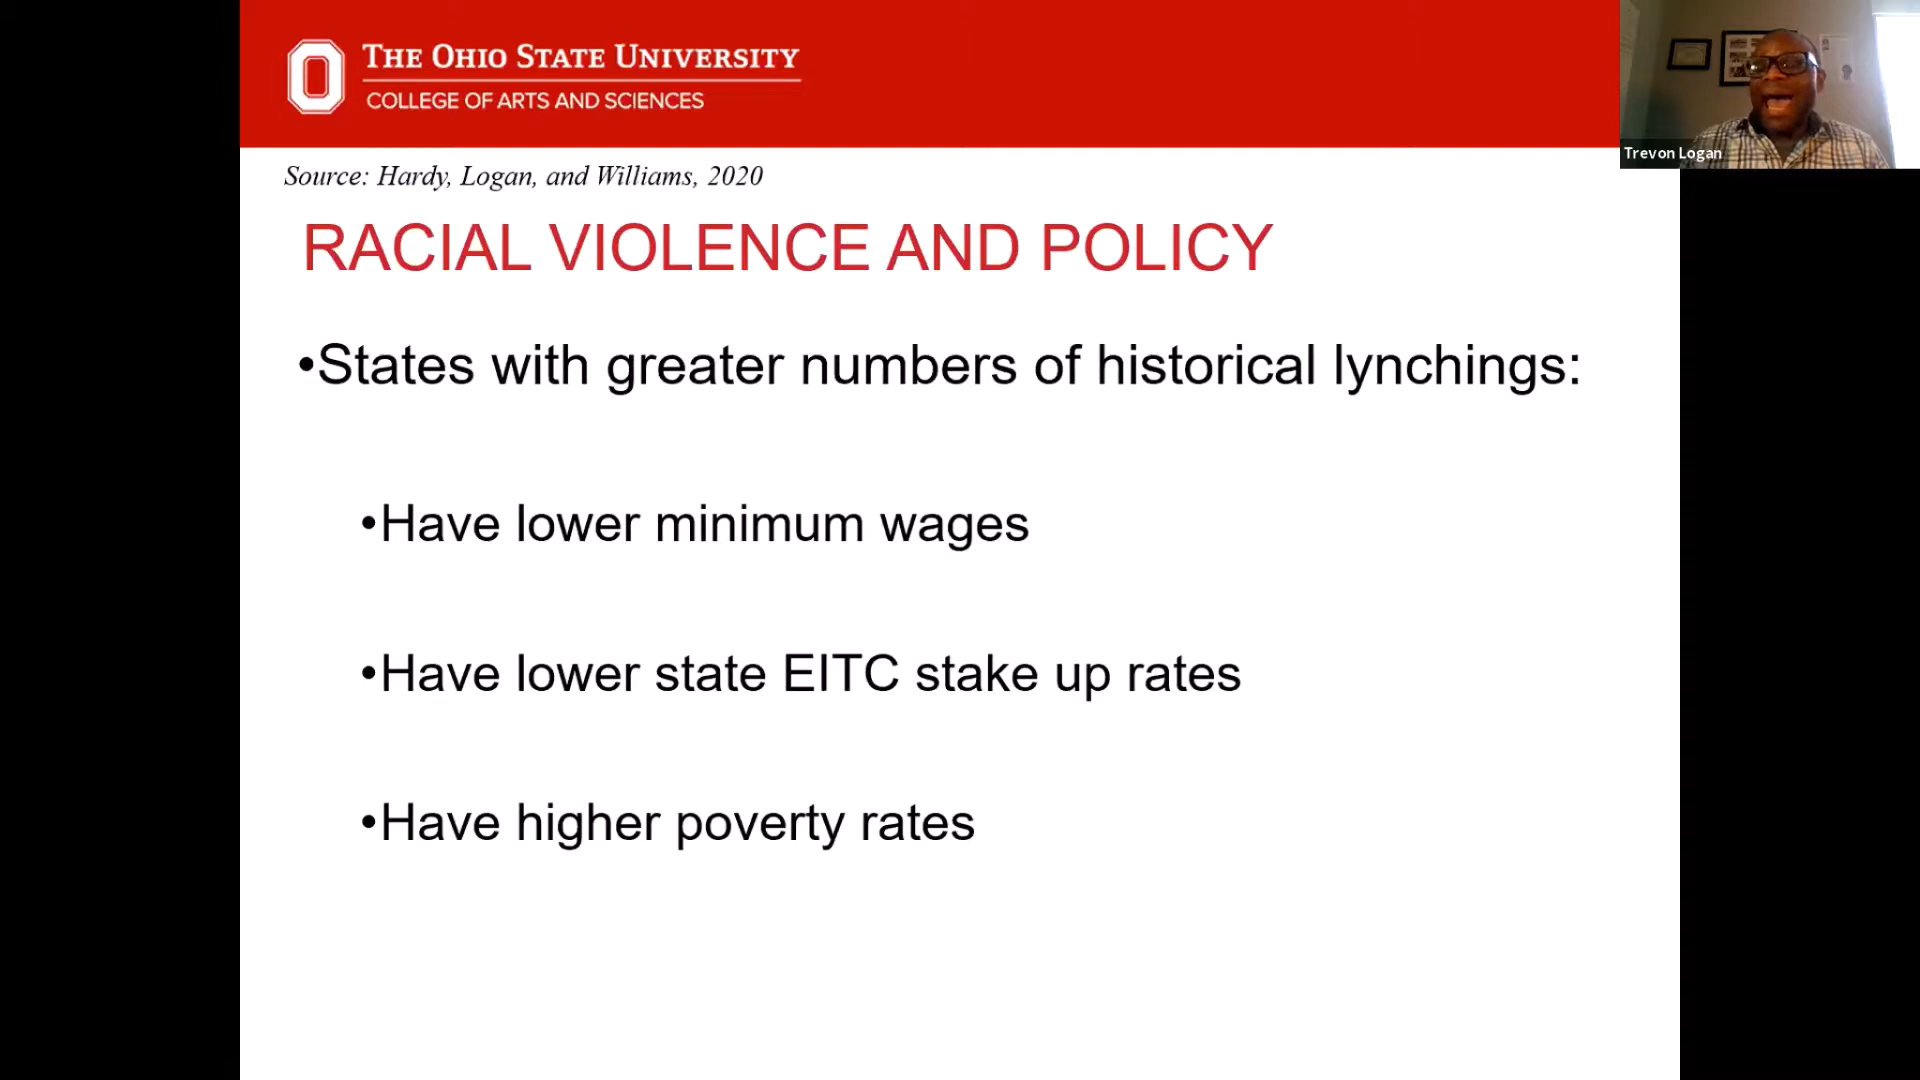 THE OHIO STATE UNIVERSITY
COLLEGE OF ARTS AND SCIENCES
Trevon Logan
Source: Hardy, Logan, and Williams, 2020
RACIAL VIOLENCE AND POLICY
•States with greater numbers of historical lynchings:
•Have lower minimum wages
•Have lower state EITC stake up rates
•Have higher poverty rates